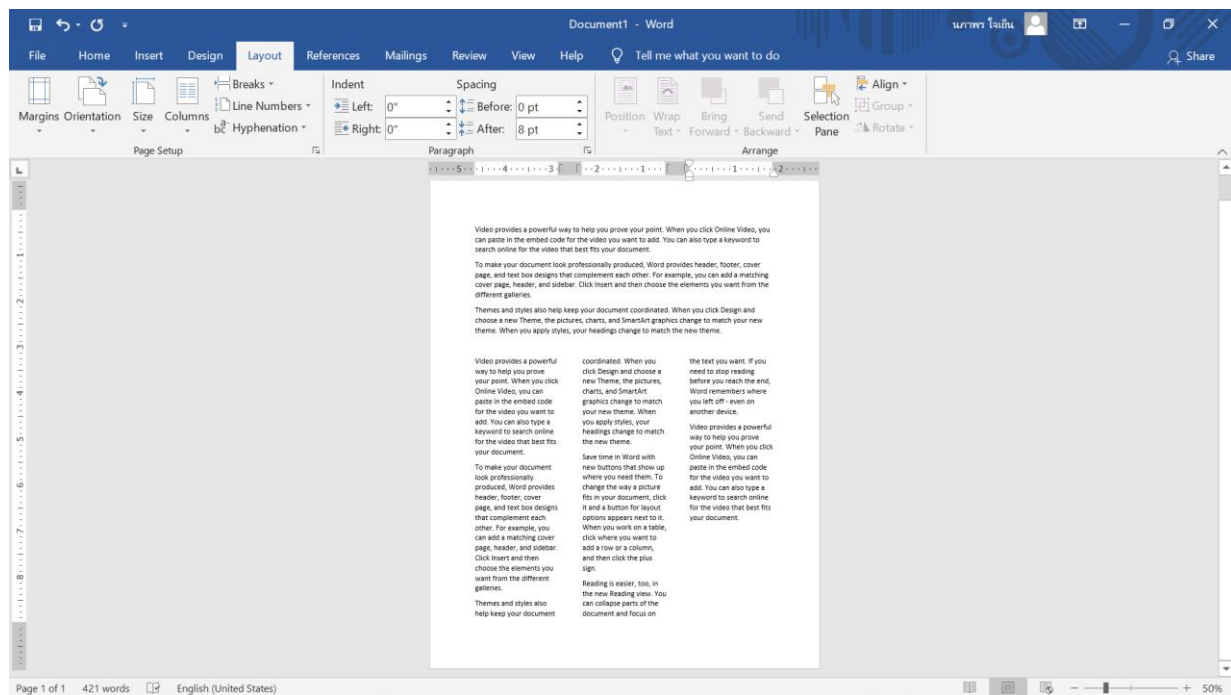 Document1 - Word
นภาพร ใจเย็น
File Home Insert Design Layout References Mailings Review View Help Tell me what you want to do
Share
Margins Orientation Size Columns
Breaks
Line Numbers
Hyphenation
Page Setup
Indent
Left: 0"
Right: 0"
Spacing
Before: 0 pt
After: 8 pt
Paragraph
Position Wrap Text Bring Forward Send Backward Selection Pane
Align
Group
Rotate
Arrange
5 4 3 2 1 1 2
1
2
3
4
5
6
7
8
Video provides a powerful way to help you prove your point. When you click Online Video, you
can paste in the embed code for the video you want to add. You can also type a keyword to
search online for the video that best fits your document.
To make your document look professionally produced, Word provides header, footer, cover
page, and text box designs that complement each other. For example, you can add a matching
cover page, header, and sidebar. Click Insert and then choose the elements you want from the
different galleries.
Themes and styles also help keep your document coordinated. When you click Design and
choose a new Theme, the pictures, charts, and SmartArt graphics change to match your new
theme. When you apply styles, your headings change to match the new theme.
Video provides a powerful
way to help you prove
your point. When you click
Online Video, you can
paste in the embed code
for the video you want to
add. You can also type a
keyword to search online
for the video that best fits
your document.
To make your document
look professionally
produced, Word provides
header, footer, cover
page, and text box designs
that complement each
other. For example, you
can add a matching cover
page, header, and sidebar.
Click Insert and then
choose the elements you
want from the different
galleries.
Themes and styles also
help keep your document
coordinated. When you
click Design and choose a
new Theme, the pictures,
charts, and SmartArt
graphics change to match
your new theme. When
you apply styles, your
headings change to match
the new theme.
Save time in Word with
new buttons that show up
where you need them. To
change the way a picture
fits in your document, click
it and a button for layout
options appears next to it.
When you work on a table,
click where you want to
add a row or a column,
and then click the plus
sign.
Reading is easier, too, in
the new Reading view. You
can collapse parts of the
document and focus on
the text you want. If you
need to stop reading
before you reach the end,
Word remembers where
you left off - even on
another device.
Video provides a powerful
way to help you prove
your point. When you click
Online Video, you can
paste in the embed code
for the video you want to
add. You can also type a
keyword to search online
for the video that best fits
your document.
Page 1 of 1 421 words English (United States) 50%